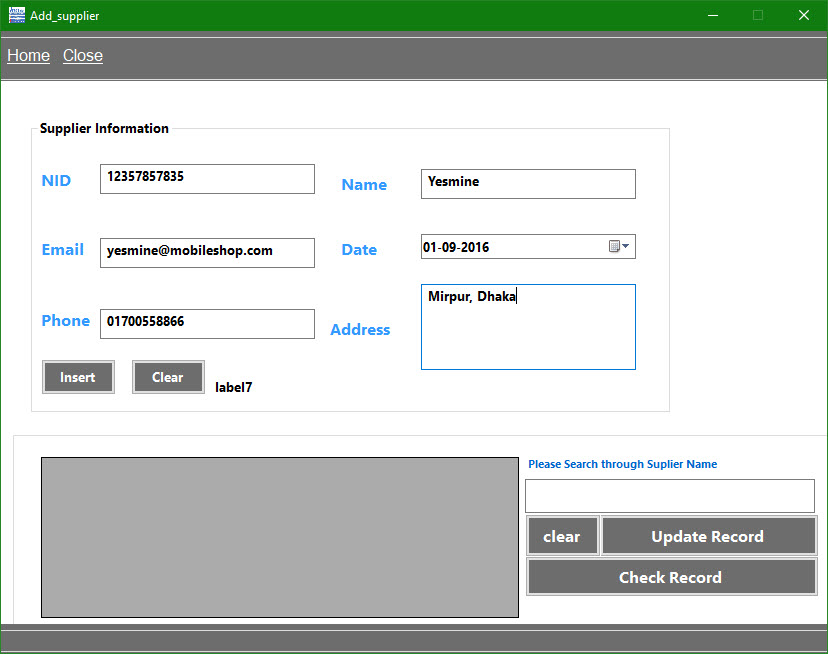 Add_supplier
Home Close
Supplier Information
NID 12357857835 Name Yesmine
Email yesmine@mobileshop.com Date 01-09-2016
Phone 01700558866 Address Mirpur, Dhaka
Insert Clear label7
Please Search through Suplier Name
clear Update Record
Check Record